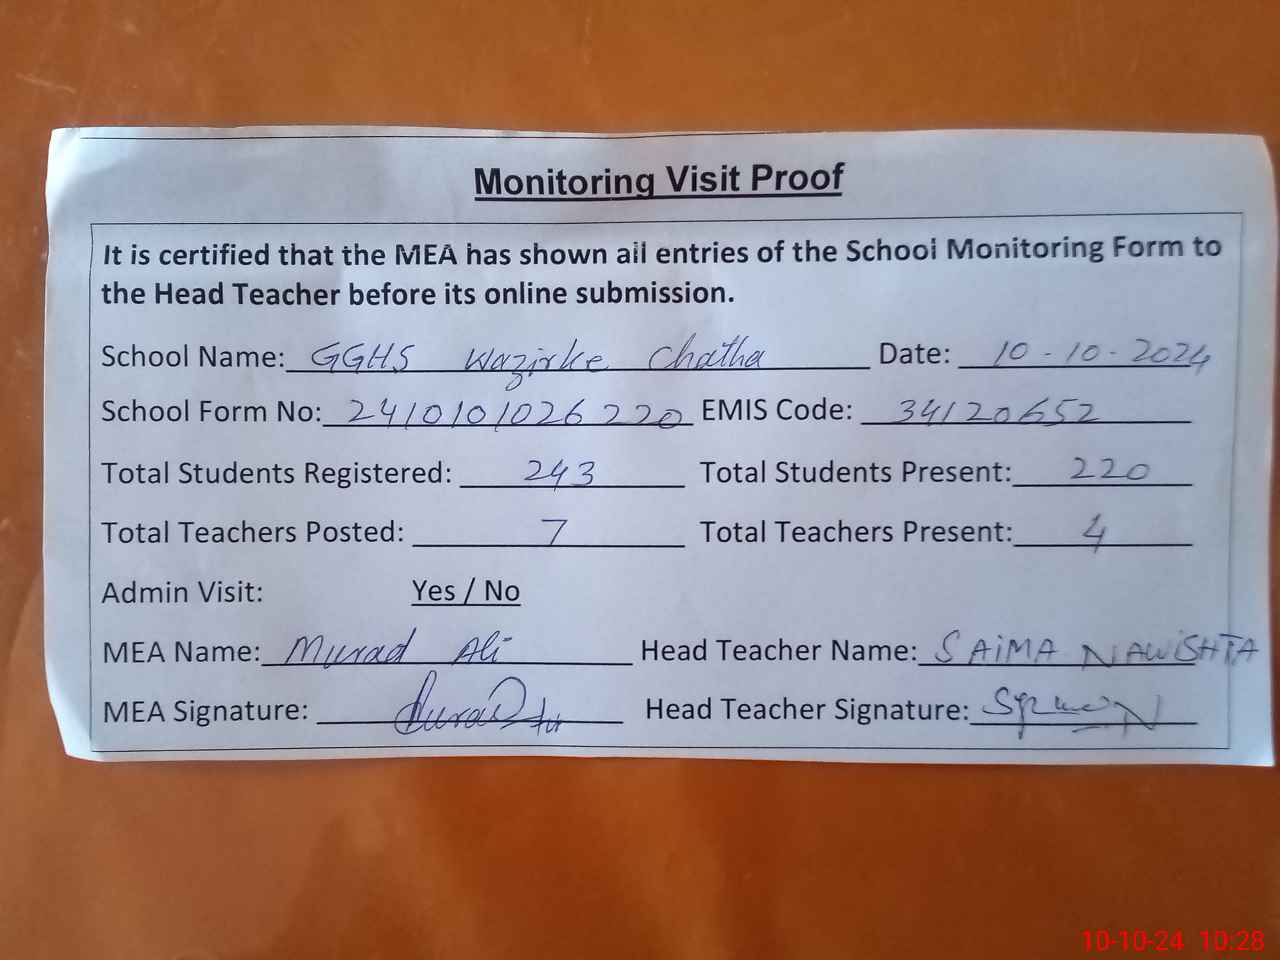 Monitoring Visit Proof
It is certified that the MEA has shown all entries of the School Monitoring Form to
the Head Teacher before its online submission.
School Name: GGHS Wazirke Chatha Date: 10-10-2024
School Form No: 2410101026220 EMIS Code: 34120652
Total Students Registered: 243 Total Students Present: 220
Total Teachers Posted: 7 Total Teachers Present: 4
Admin Visit: Yes / No
MEA Name: Murad Ali Head Teacher Name: SAIMA NAWISHTA
MEA Signature: Head Teacher Signature:
10-10-24 10:28